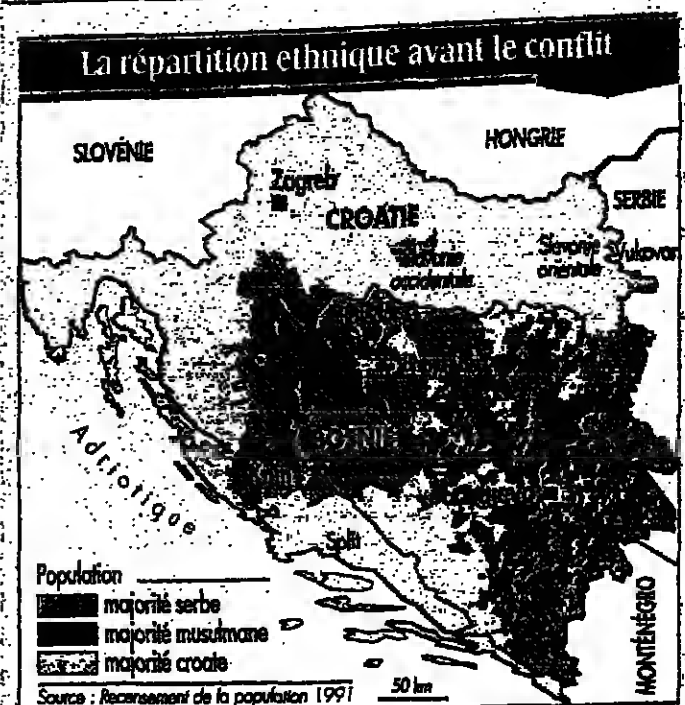 La répartition ethnique avant le conflit
SLOVÉNIE
HONGRIE
Zagreb
SERBIE
CROATIE
Slavonie
orientale
Vukovar
occidentale
Adriatique
Split
Population
majorité serbe
majorité musulmane
majorité croate
MONTÉNÉGRO
Source : Recensement de la population 1991
50 km